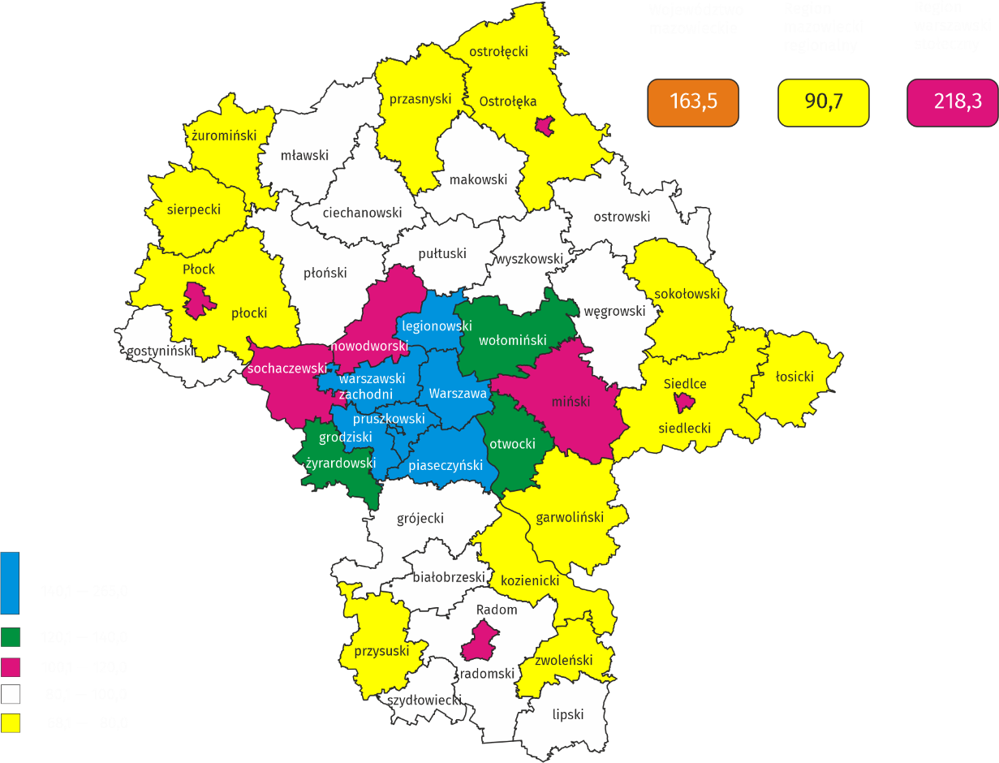 ostrołęcki
163,5
90,7
218,3
przasnyski
Ostrołęka
żuromiński
mławski
makowski
sierpecki
ciechanowski
ostrowski
pułtuski
wyszkowski
Płock
płoński
sokołowski
płocki
węgrowski
legionowski
wołomiński
gostyniński
nowodworski
sochaczewski
warszawski
zachodni
Warszawa
miński
Siedlce
łosicki
siedlecki
pruszkowski
grodziski
otwocki
żyrardowski
piaseczyński
grójecki
garwoliński
białobrzeski
kozienicki
Radom
przysuski
zwoleński
radomski
szydłowiecki
lipski